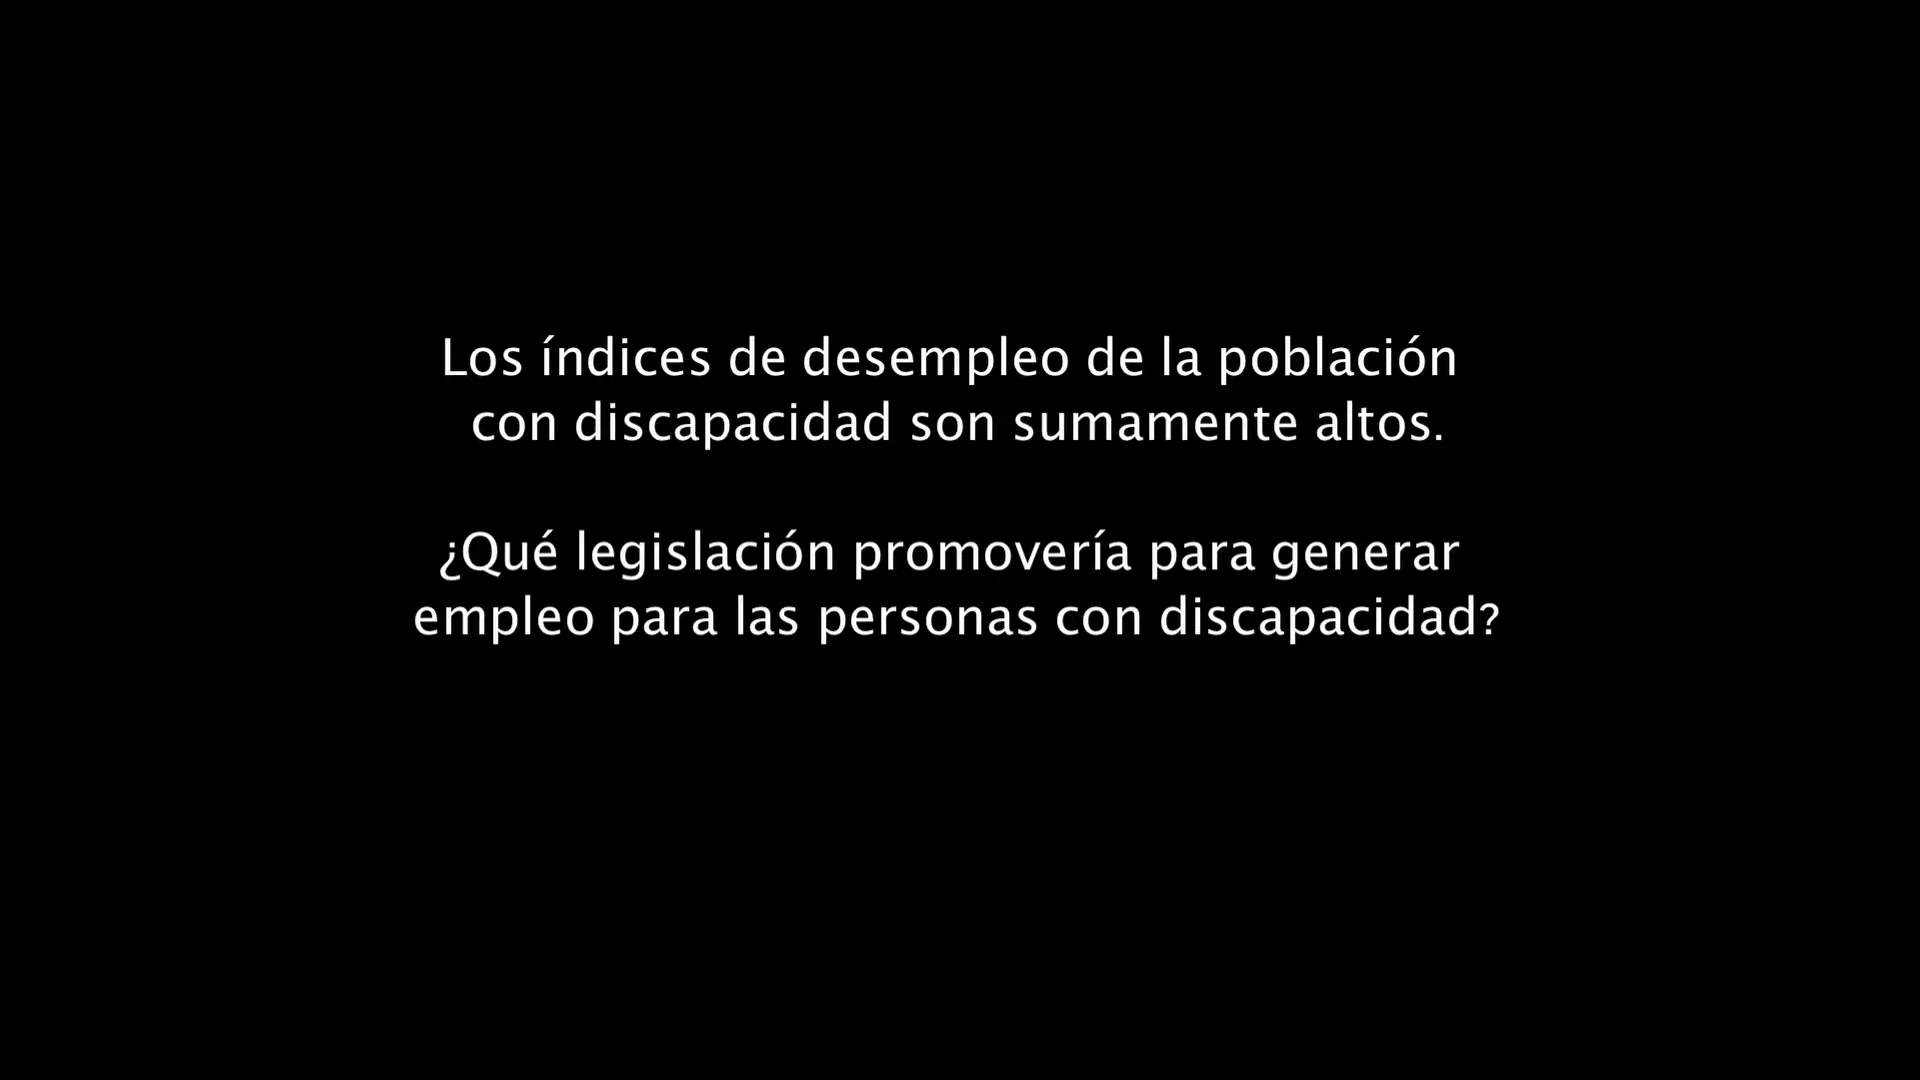 Los índices de desempleo de la población
con discapacidad son sumamente altos.
¿Qué legislación promovería para generar
empleo para las personas con discapacidad?